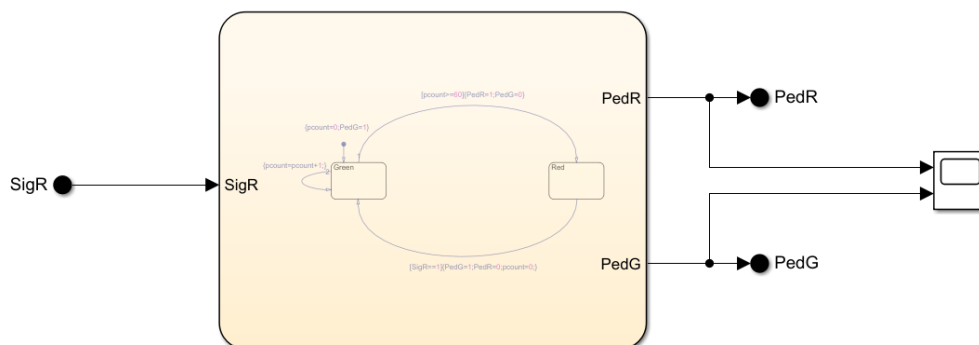 [pcount==60]{PedR=1;PedG=0}
PedR
PedR
{pcount=0;PedG=1}
{pcount=pcount+1;}
Green
Red
SigR
SigR
[SigR==1]{PedG=1;PedR=0;pcount=0;}
PedG
PedG